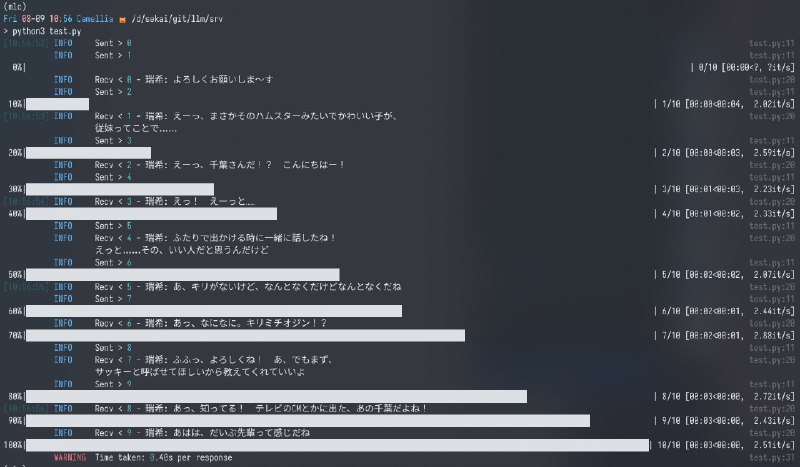 (mlc)
Fri 08-09 10:56 Camellia /d/sekai/git/llm/srv
> python3 test.py
[10:56:52] INFO Sent > 0 test.py:11
INFO Sent > 1 test.py:11
0%| | 0/10 [00:00<?, ?it/s]
INFO Recv < 0 - 瑞希: よろしくお願いしま〜す test.py:20
INFO Sent > 2 test.py:11
10%| | 1/10 [00:00<00:04, 2.02it/s]
[10:56:53] INFO Recv < 1 - 瑞希: えーっ、まさかそのハムスターみたいでかわいい子が、 test.py:20
従妹ってことで……
INFO Sent > 3 test.py:11
20%| | 2/10 [00:00<00:03, 2.59it/s]
INFO Recv < 2 - 瑞希: えーっ、千葉さんだ！？　こんにちはー！ test.py:20
INFO Sent > 4 test.py:11
30%| | 3/10 [00:01<00:03, 2.23it/s]
[10:56:54] INFO Recv < 3 - 瑞希: えっ！　えーっと…… test.py:20
40%| | 4/10 [00:01<00:02, 2.33it/s]
INFO Sent > 5 test.py:11
INFO Recv < 4 - 瑞希: ふたりで出かける時に一緒に話したね！ test.py:20
えっと……その、いい人だと思うんだけど
INFO Sent > 6 test.py:11
50%| | 5/10 [00:02<00:02, 2.07it/s]
[10:56:55] INFO Recv < 5 - 瑞希: あ、キリがないけど、なんとなくだけどなんとなくだね test.py:20
INFO Sent > 7 test.py:11
60%| | 6/10 [00:02<00:01, 2.44it/s]
INFO Recv < 6 - 瑞希: あっ、なになに。キリミチオジン！？ test.py:20
70%| | 7/10 [00:02<00:01, 2.88it/s]
INFO Sent > 8 test.py:11
INFO Recv < 7 - 瑞希: ふふっ、よろしくね！　あ、でもまず、 test.py:20
サッキーと呼ばせてほしいから教えてくれていいよ
INFO Sent > 9 test.py:11
80%| | 8/10 [00:03<00:00, 2.72it/s]
[10:56:56] INFO Recv < 8 - 瑞希: あっ、知ってる！　テレビのCMとかに出た、あの千葉だよね！ test.py:20
90%| | 9/10 [00:03<00:00, 2.43it/s]
INFO Recv < 9 - 瑞希: あはは、だいぶ先輩って感じだね test.py:20
100%| | 10/10 [00:03<00:00, 2.51it/s]
WARNING Time taken: 0.40s per response test.py:31